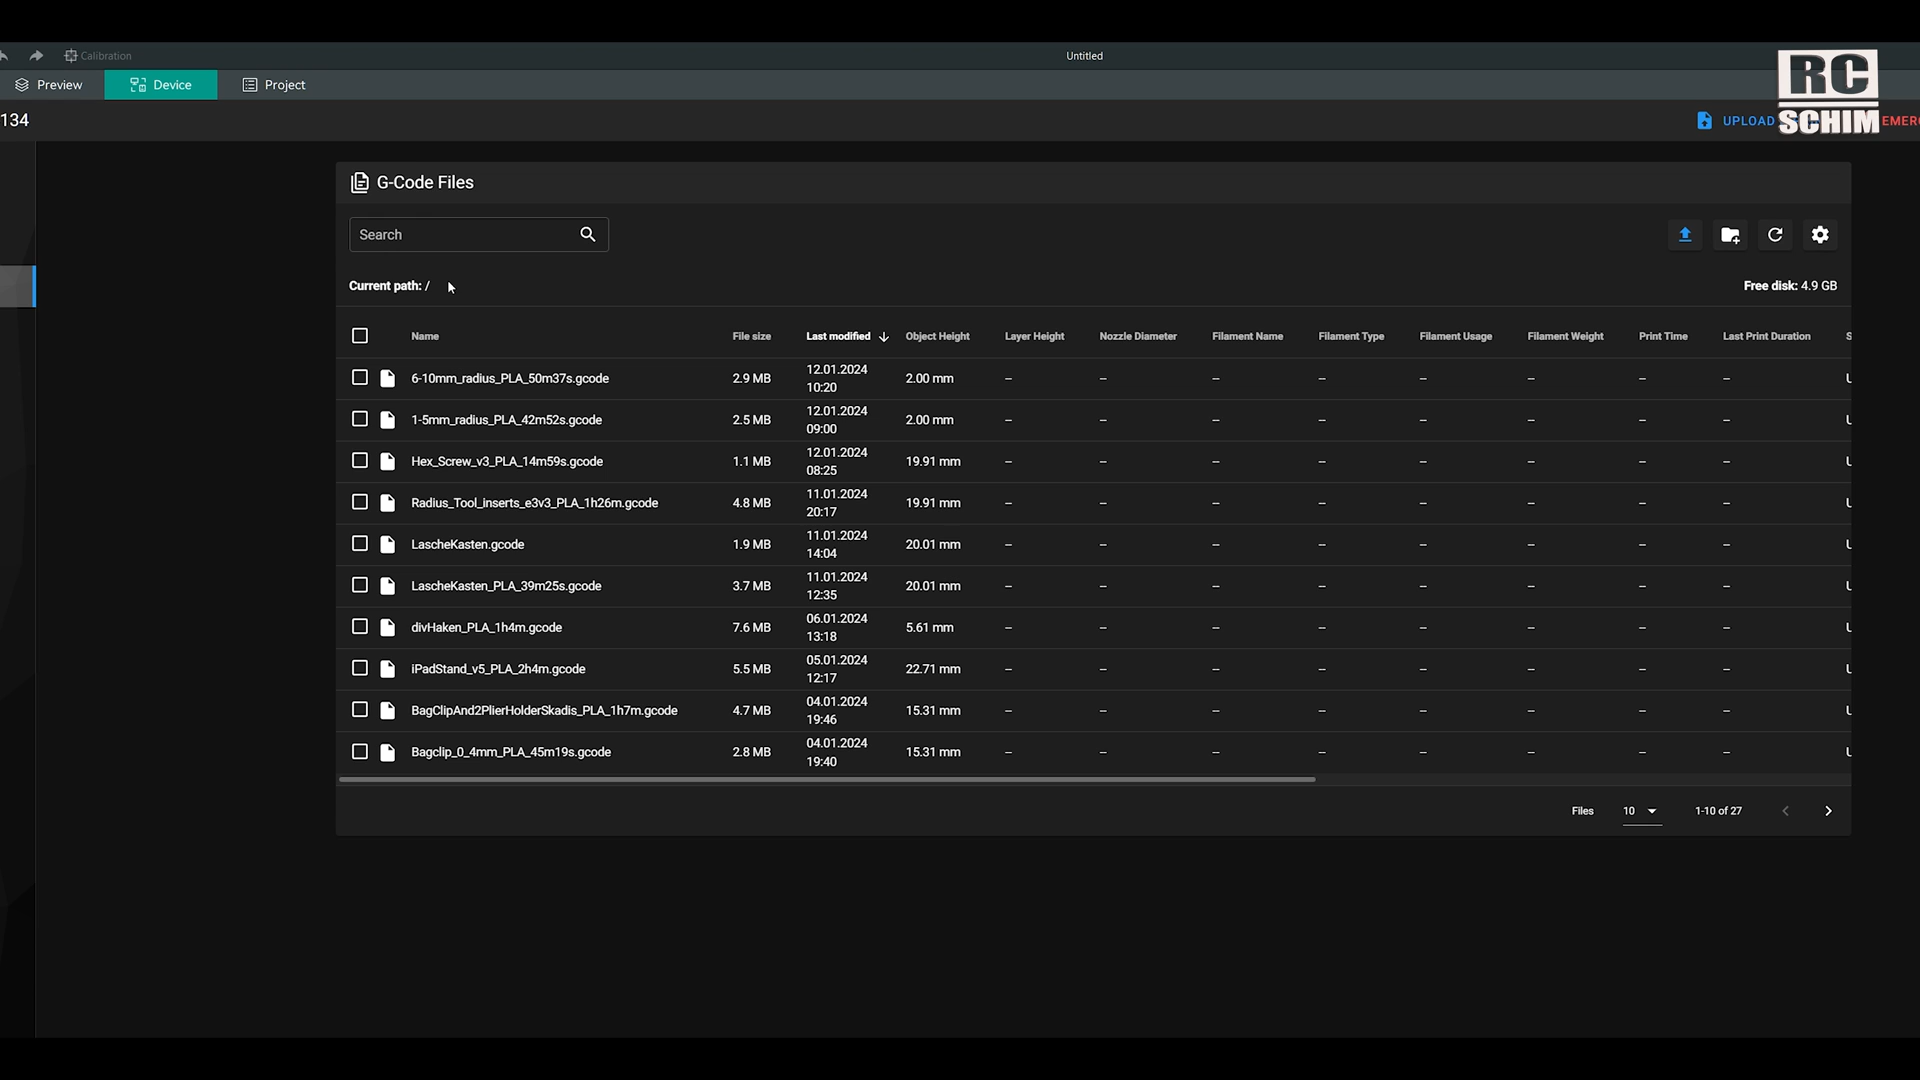 Calibration
Untitled
Preview
Device
Project
RC
SCHIM
134
UPLOAD
EMERG
G-Code Files
Search
Current path: /
Free disk: 4.9 GB
Name File size Last modified Object Height Layer Height Nozzle Diameter Filament Name Filament Type Filament Usage Filament Weight Print Time Last Print Duration S
6-10mm_radius_PLA_50m37s.gcode 2.9 MB 12.01.2024 2.00 mm -- -- -- -- -- -- -- -- U
10:20
1-5mm_radius_PLA_42m52s.gcode 2.5 MB 12.01.2024 2.00 mm -- -- -- -- -- -- -- -- U
09:00
Hex_Screw_v3_PLA_14m59s.gcode 1.1 MB 12.01.2024 19.91 mm -- -- -- -- -- -- -- -- U
08:25
Radius_Tool_inserts_e3v3_PLA_1h26m.gcode 4.8 MB 11.01.2024 19.91 mm -- -- -- -- -- -- -- -- U
20:17
LascheKasten.gcode 1.9 MB 11.01.2024 20.01 mm -- -- -- -- -- -- -- -- U
14:04
LascheKasten_PLA_39m25s.gcode 3.7 MB 11.01.2024 20.01 mm -- -- -- -- -- -- -- -- U
12:35
divHaken_PLA_1h4m.gcode 7.6 MB 06.01.2024 5.61 mm -- -- -- -- -- -- -- -- U
13:18
iPadStand_v5_PLA_2h4m.gcode 5.5 MB 05.01.2024 22.71 mm -- -- -- -- -- -- -- -- U
12:17
BagClipAnd2PlierHolderSkadis_PLA_1h7m.gcode 4.7 MB 04.01.2024 15.31 mm -- -- -- -- -- -- -- -- U
19:46
Bagclip_0_4mm_PLA_45m19s.gcode 2.8 MB 04.01.2024 15.31 mm -- -- -- -- -- -- -- -- U
19:40
Files 10 1-10 of 27